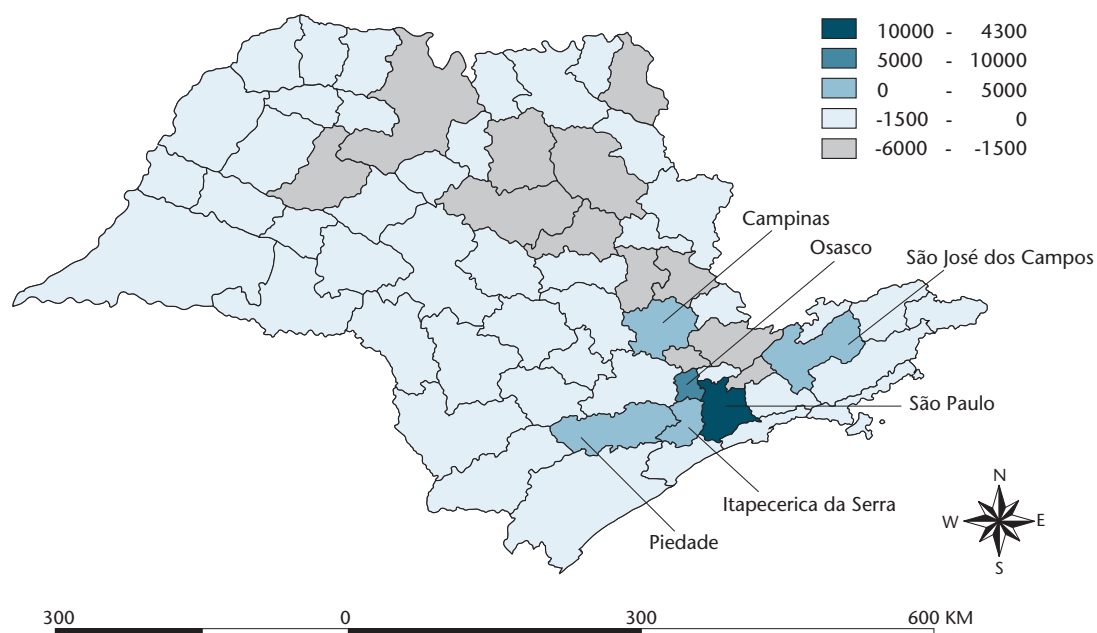 10000 - 4300
5000 - 10000
0 - 5000
-1500 - 0
-6000 - -1500
Campinas
Osasco
São José dos Campos
São Paulo
Itapecerica da Serra
Piedade
N
W E
S
300 0 300 600 KM